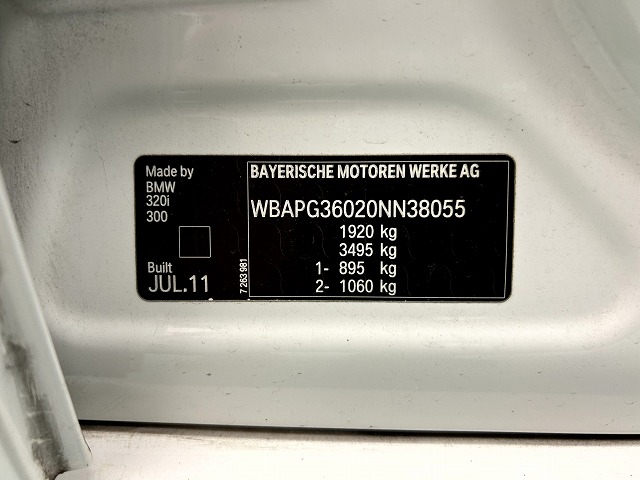 Made by
BMW
320i
300
Built
JUL.11
7 263 981
BAYERISCHE MOTOREN WERKE AG
WBAPG36020NN38055
1920 kg
3495 kg
1- 895 kg
2- 1060 kg